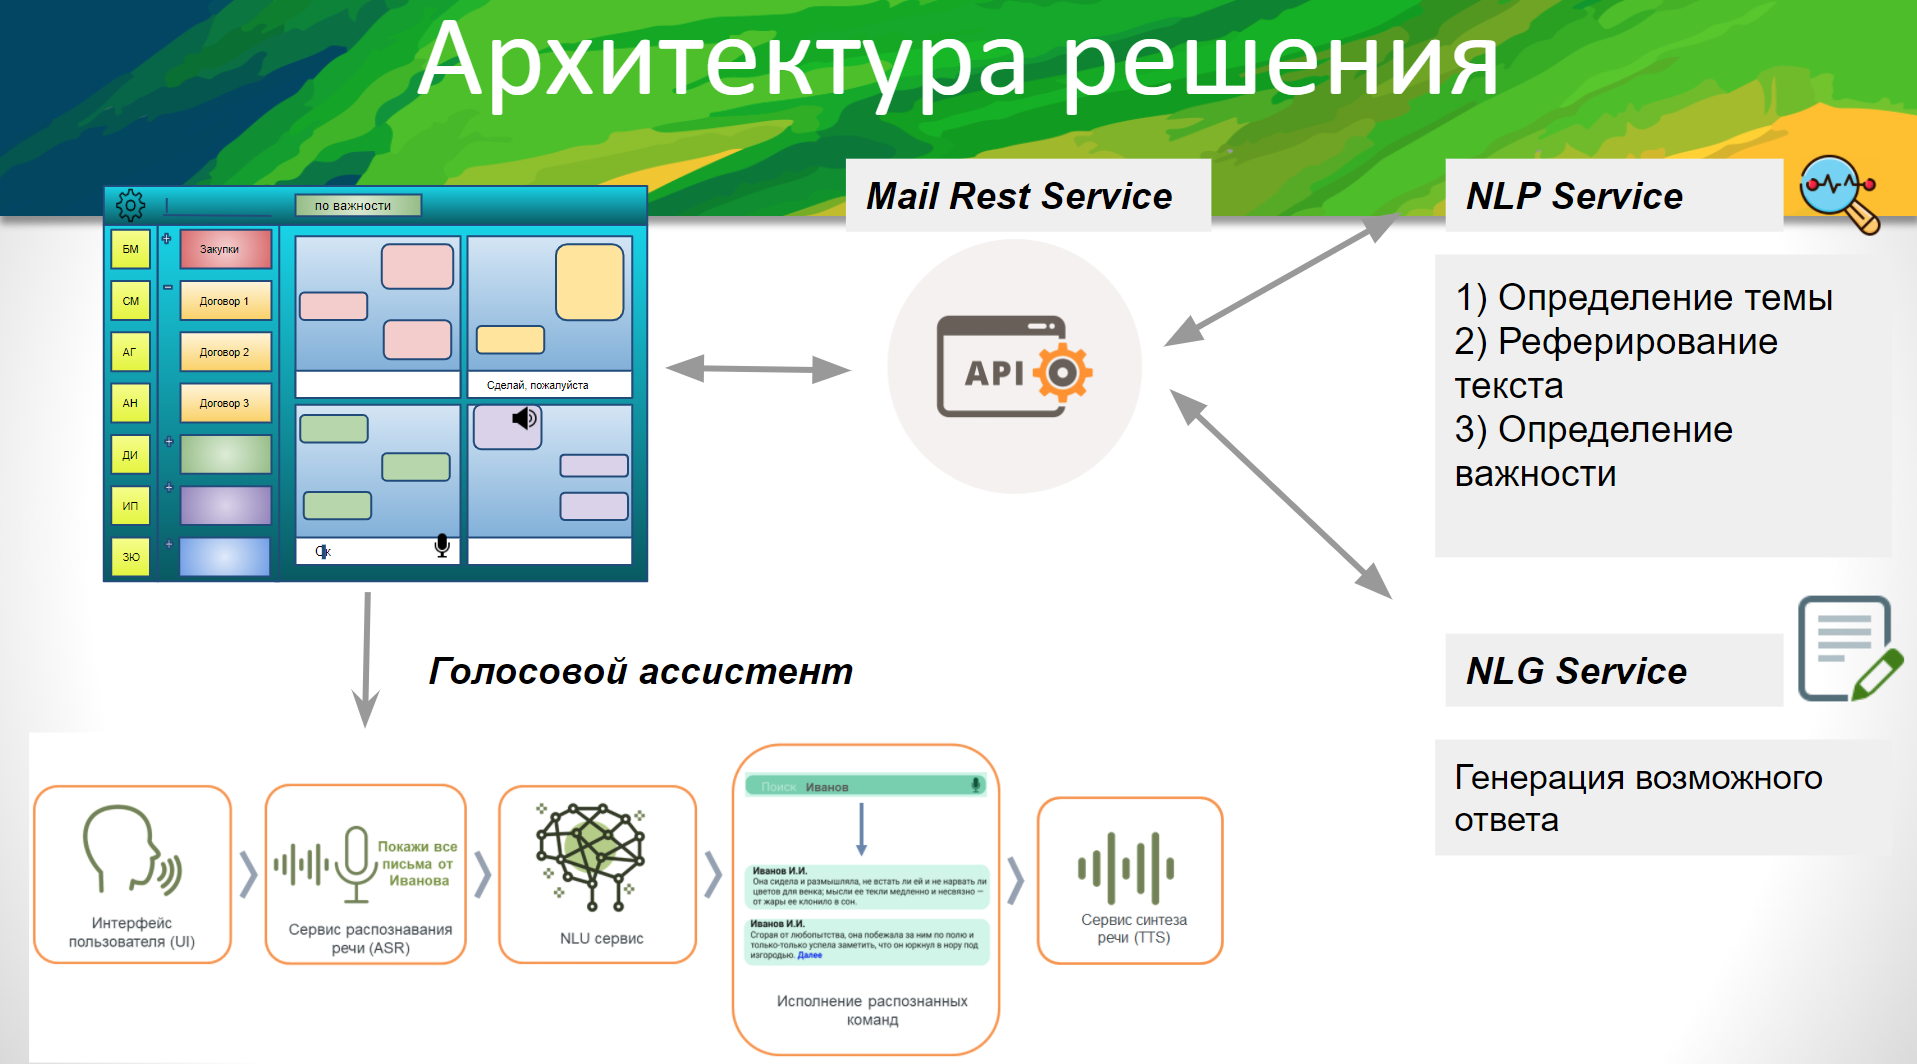 Архитектура решения
по важности
БМ
СМ
АГ
АН
ДИ
ИП
ЗЮ
Закупки
Договор 1
Договор 2
Договор 3
Сделай, пожалуйста
Ок
Mail Rest Service
API
NLP Service
1) Определение темы
2) Реферирование
текста
3) Определение
важности
NLG Service
Генерация возможного
ответа
Голосовой ассистент
Интерфейс
пользователя (UI)
Покажи все
письма от
Иванова
Сервис распознавания
речи (ASR)
NLU сервис
Поиск Иванов
Иванов И.И.
Она сидела и размышляла, не встать ли ей и не нарвать ли
цветов для венка; мысли ее текли медленно и несвязно —
от жары ее клонило в сон.
Иванов И.И.
Сгорая от любопытства, она побежала за ним по полю и
только-только успела заметить, что он юркнул в нору под
изгородью. Далее
Исполнение распознанных
команд
Сервис синтеза
речи (TTS)